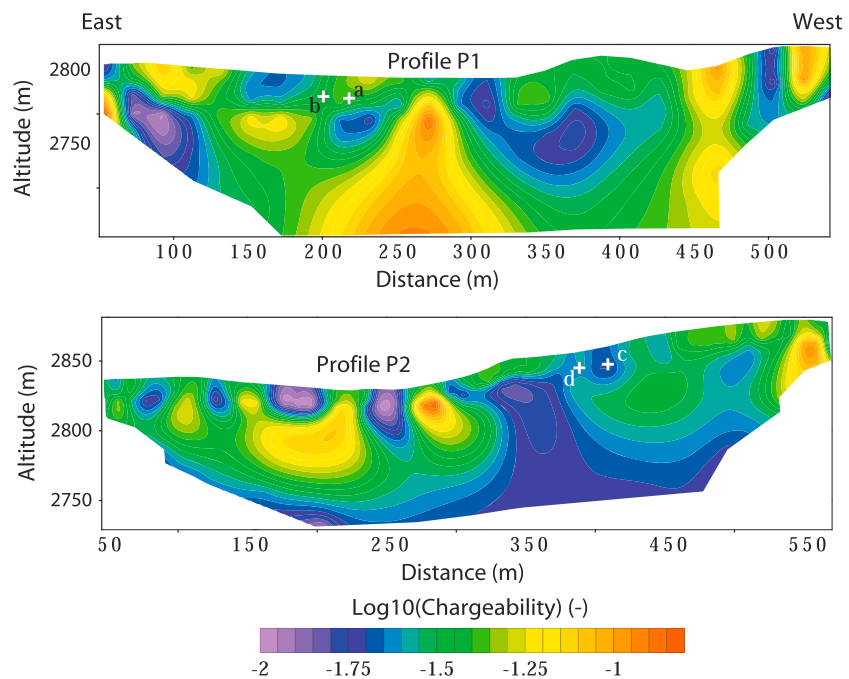 East West
Profile P1
2800
2750
Altitude (m)
a
b
100 150 200 250 300 350 400 450 500
Distance (m)
Profile P2
2850
2800
2750
Altitude (m)
c
d
50 150 250 350 450 550
Distance (m)
Log10(Chargeability) (-)
-2 -1.75 -1.5 -1.25 -1